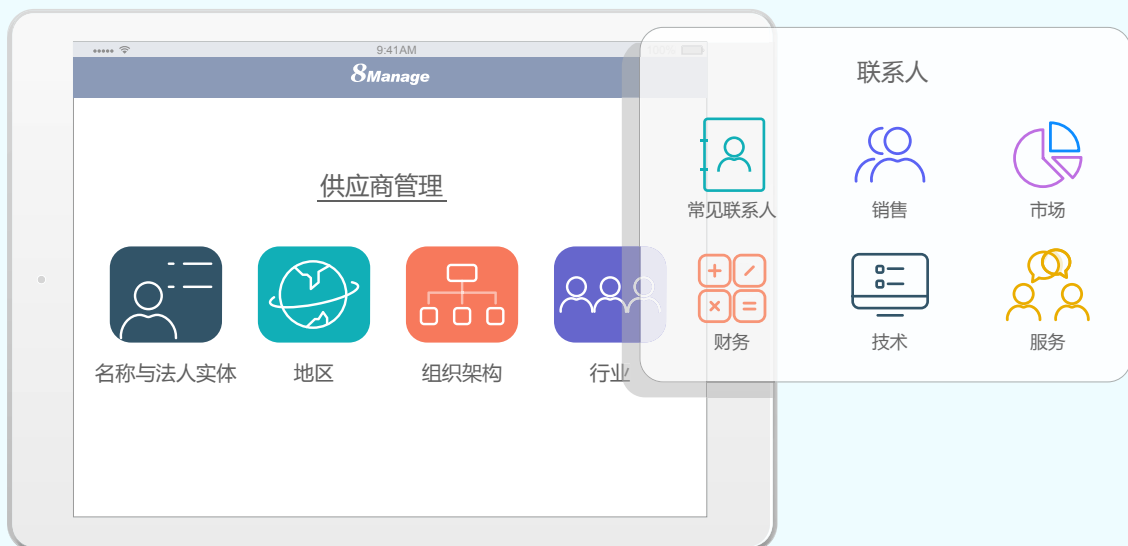 9:41AM
100%
8Manage
供应商管理
名称与法人实体
地区
组织架构
行业
联系人
常见联系人
销售
市场
财务
技术
服务